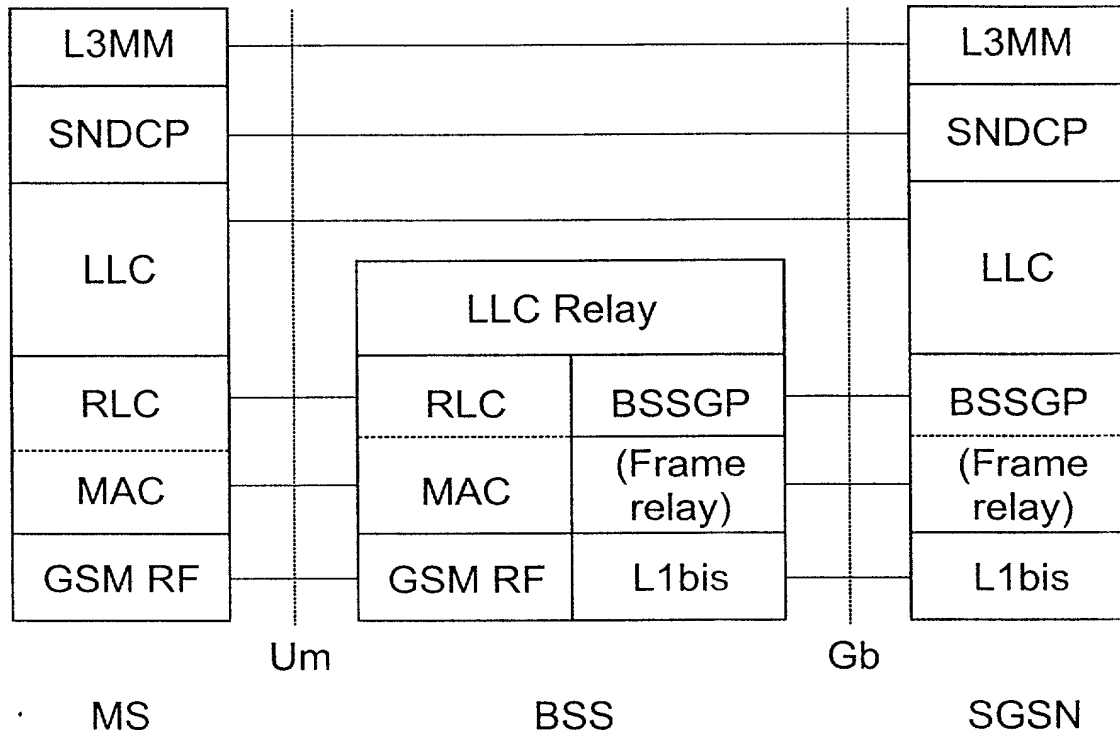 L3MM
L3MM
SNDCP
SNDCP
LLC
LLC
LLC Relay
RLC
RLC
BSSGP
BSSGP
MAC
MAC
(Frame
relay)
(Frame
relay)
GSM RF
GSM RF
L1bis
L1bis
Um
Gb
MS
BSS
SGSN